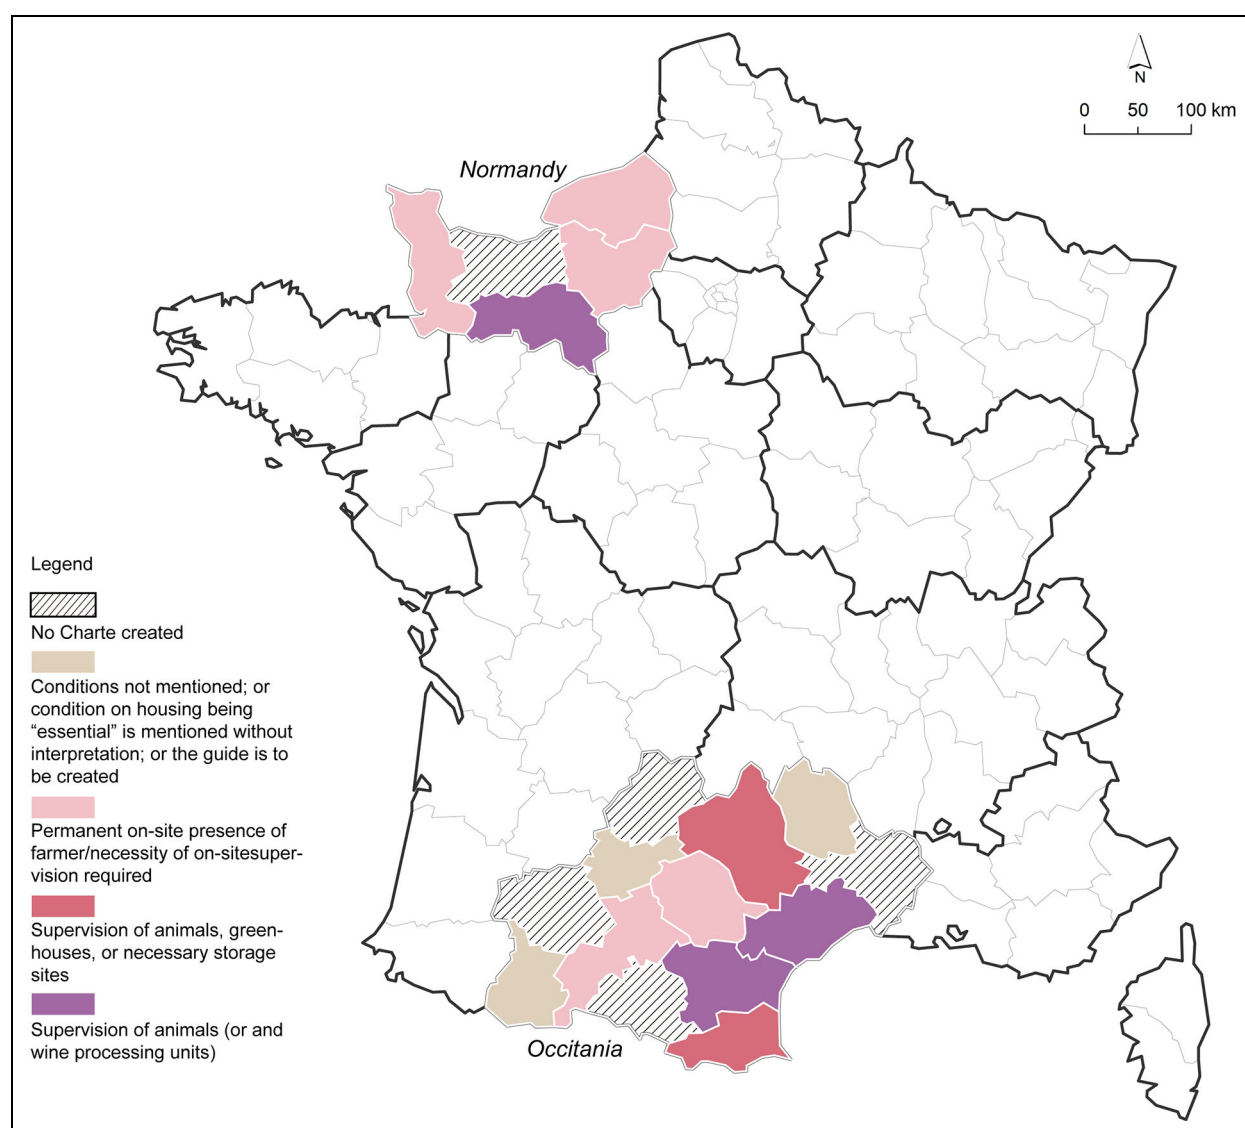 N
0 50 100 km
Normandy
Legend
No Charte created
Conditions not mentioned; or
condition on housing being
“essential” is mentioned without
interpretation; or the guide is to
be created
Permanent on-site presence of
farmer/necessity of on-sitesuper-
vision required
Supervision of animals, green-
houses, or necessary storage
sites
Supervision of animals (or and
wine processing units)
Occitania